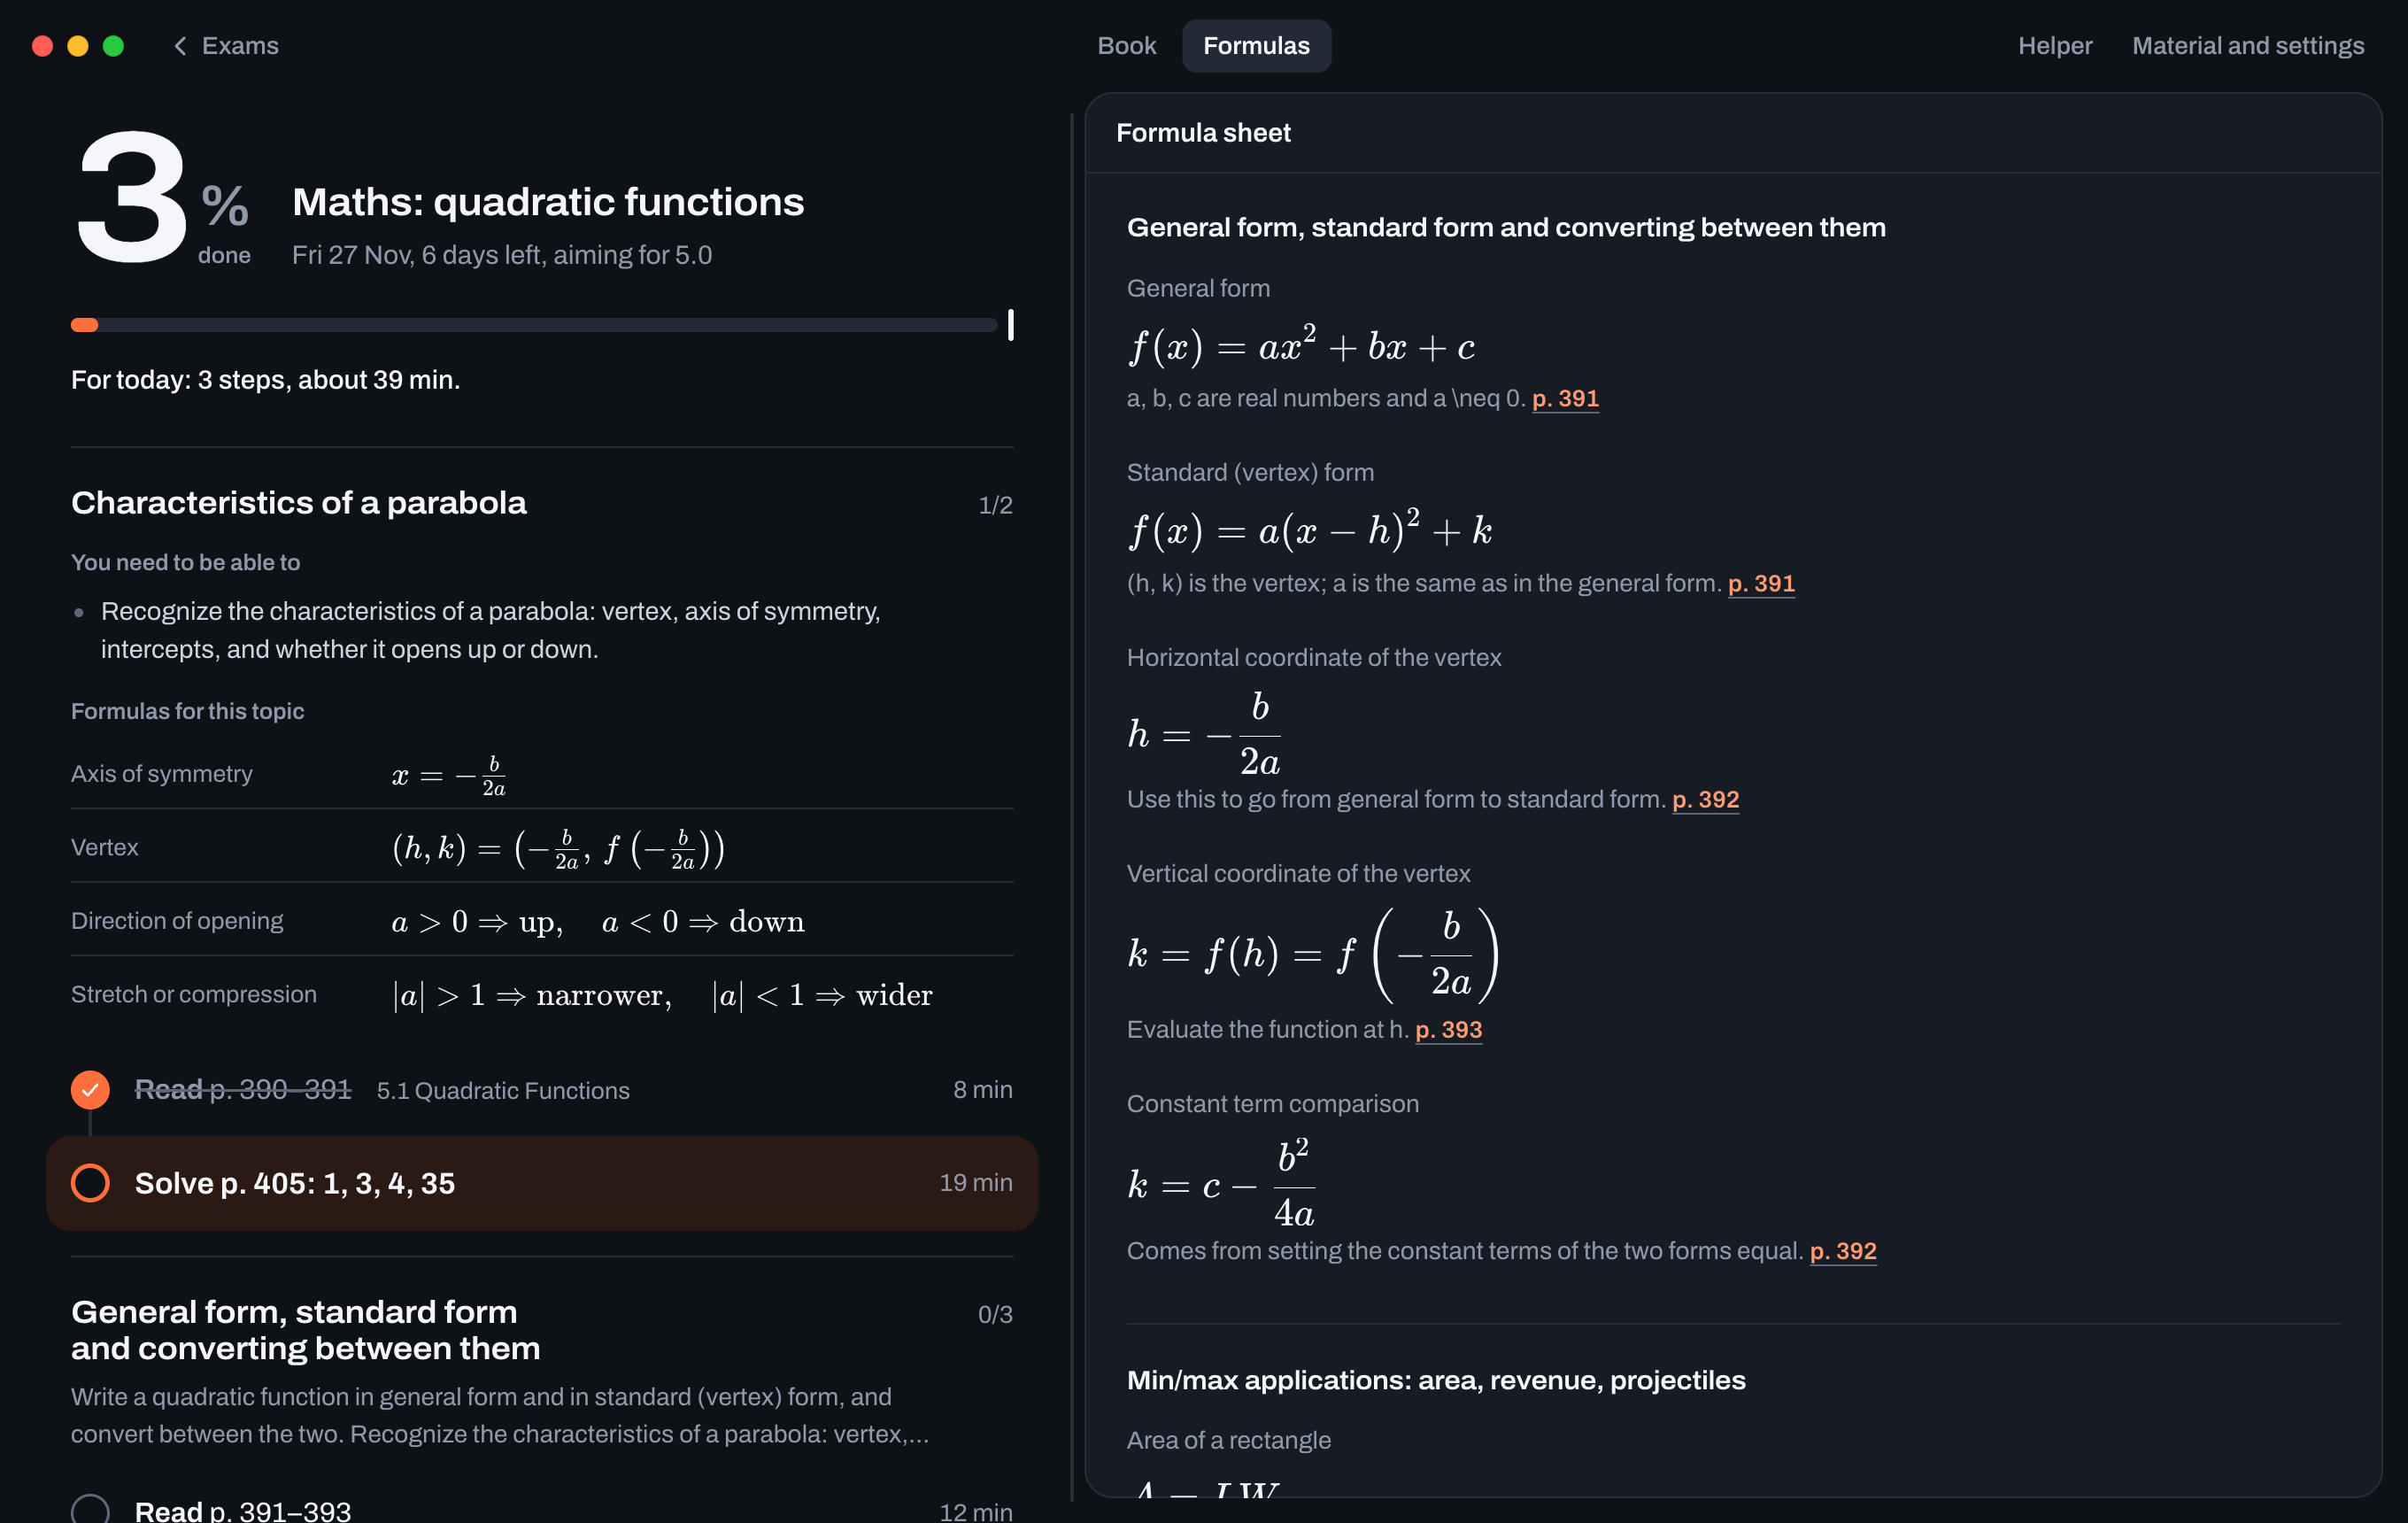 Exams
Book
Formulas
Helper
Material and settings
3 % done
Maths: quadratic functions
Fri 27 Nov, 6 days left, aiming for 5.0
For today: 3 steps, about 39 min.
Characteristics of a parabola
1/2
You need to be able to
• Recognize the characteristics of a parabola: vertex, axis of symmetry,
intercepts, and whether it opens up or down.
Formulas for this topic
Axis of symmetry x = −b/2a
Vertex (h, k) = (−b/2a, f (−b/2a))
Direction of opening a > 0 ⇒ up, a < 0 ⇒ down
Stretch or compression |a| > 1 ⇒ narrower, |a| < 1 ⇒ wider
Read p. 390–391 5.1 Quadratic Functions 8 min
Solve p. 405: 1, 3, 4, 35 19 min
General form, standard form
and converting between them
0/3
Write a quadratic function in general form and in standard (vertex) form, and
convert between the two. Recognize the characteristics of a parabola: vertex,...
Read p. 391–393 12 min
Formula sheet
General form, standard form and converting between them
General form
f(x) = ax² + bx + c
a, b, c are real numbers and a \neq 0. p. 391
Standard (vertex) form
f(x) = a(x − h)² + k
(h, k) is the vertex; a is the same as in the general form. p. 391
Horizontal coordinate of the vertex
h = −b/2a
Use this to go from general form to standard form. p. 392
Vertical coordinate of the vertex
k = f(h) = f (−b/2a)
Evaluate the function at h. p. 393
Constant term comparison
k = c − b²/4a
Comes from setting the constant terms of the two forms equal. p. 392
Min/max applications: area, revenue, projectiles
Area of a rectangle
A = LW